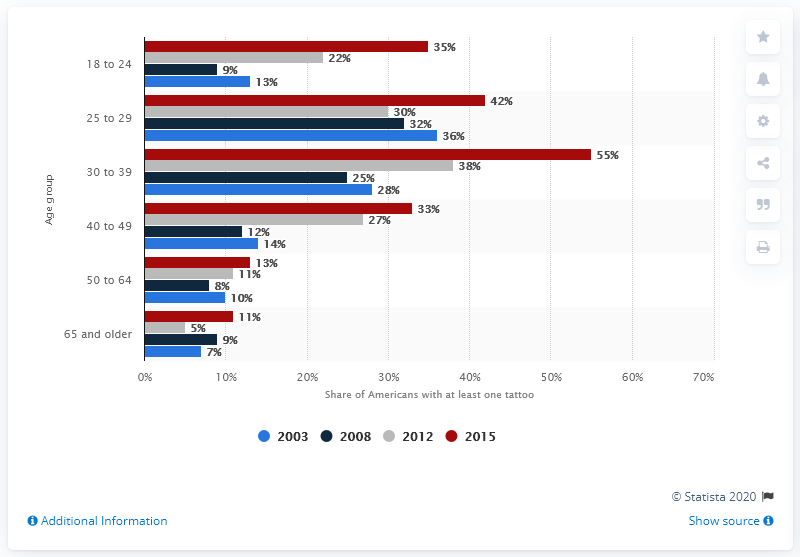 18 to 24
35%
22%
9%
13%
25 to 29
42%
30%
32%
36%
30 to 39
55%
38%
25%
28%
40 to 49
33%
27%
12%
14%
50 to 64
13%
11%
8%
10%
65 and older
11%
5%
9%
7%
Age group
0% 10% 20% 30% 40% 50% 60% 70%
Share of Americans with at least one tattoo
2003 2008 2012 2015
© Statista 2020
Additional Information
Show source